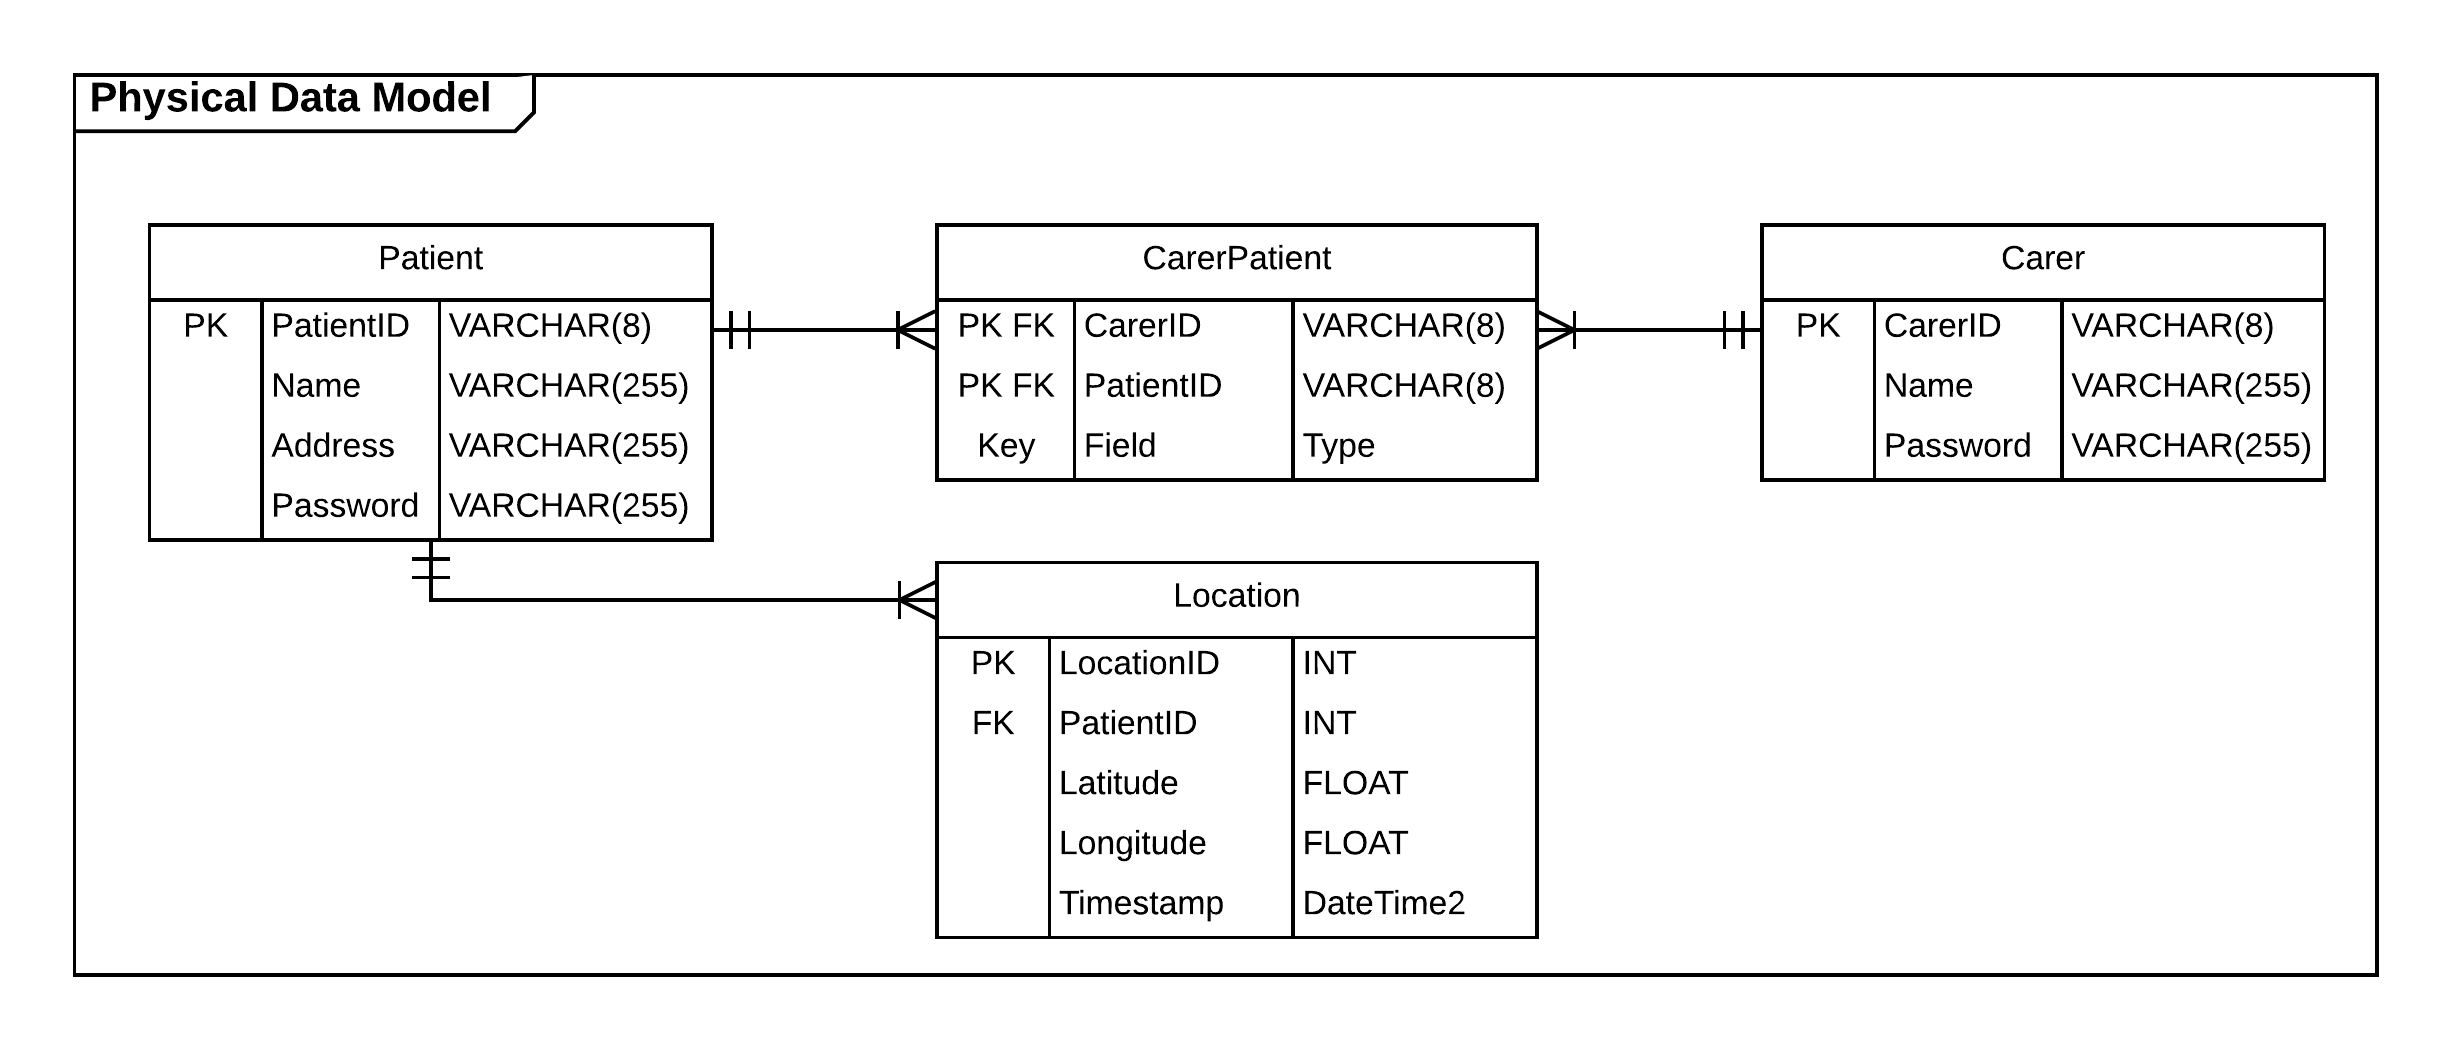 Physical Data Model
Patient
PK PatientID VARCHAR(8)
Name VARCHAR(255)
Address VARCHAR(255)
Password VARCHAR(255)
CarerPatient
PK FK CarerID VARCHAR(8)
PK FK PatientID VARCHAR(8)
Key Field Type
Carer
PK CarerID VARCHAR(8)
Name VARCHAR(255)
Password VARCHAR(255)
Location
PK LocationID INT
FK PatientID INT
Latitude FLOAT
Longitude FLOAT
Timestamp DateTime2